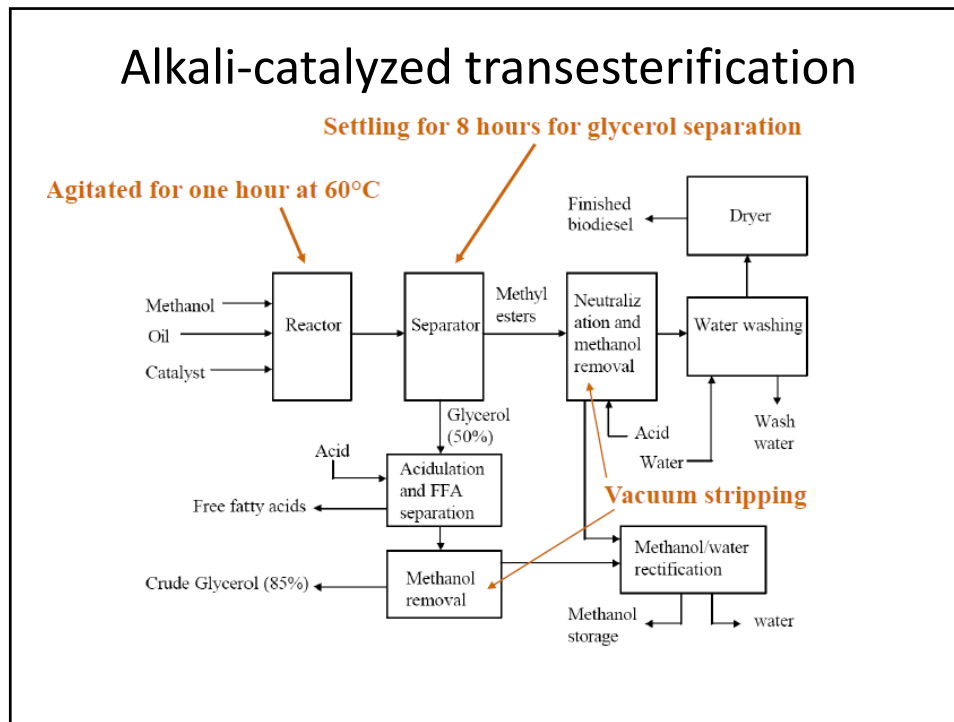 Alkali-catalyzed transesterification
Settling for 8 hours for glycerol separation
Agitated for one hour at 60°C
Finished
biodiesel
Dryer
Methanol
Oil
Catalyst
Reactor
Separator
Methyl
esters
Neutraliz
ation and
methanol
removal
Water washing
Glycerol
(50%)
Acid
Water
Wash
water
Acid
Acidulation
and FFA
separation
Free fatty acids
Vacuum stripping
Crude Glycerol (85%)
Methanol
removal
Methanol/water
rectification
Methanol
storage
water